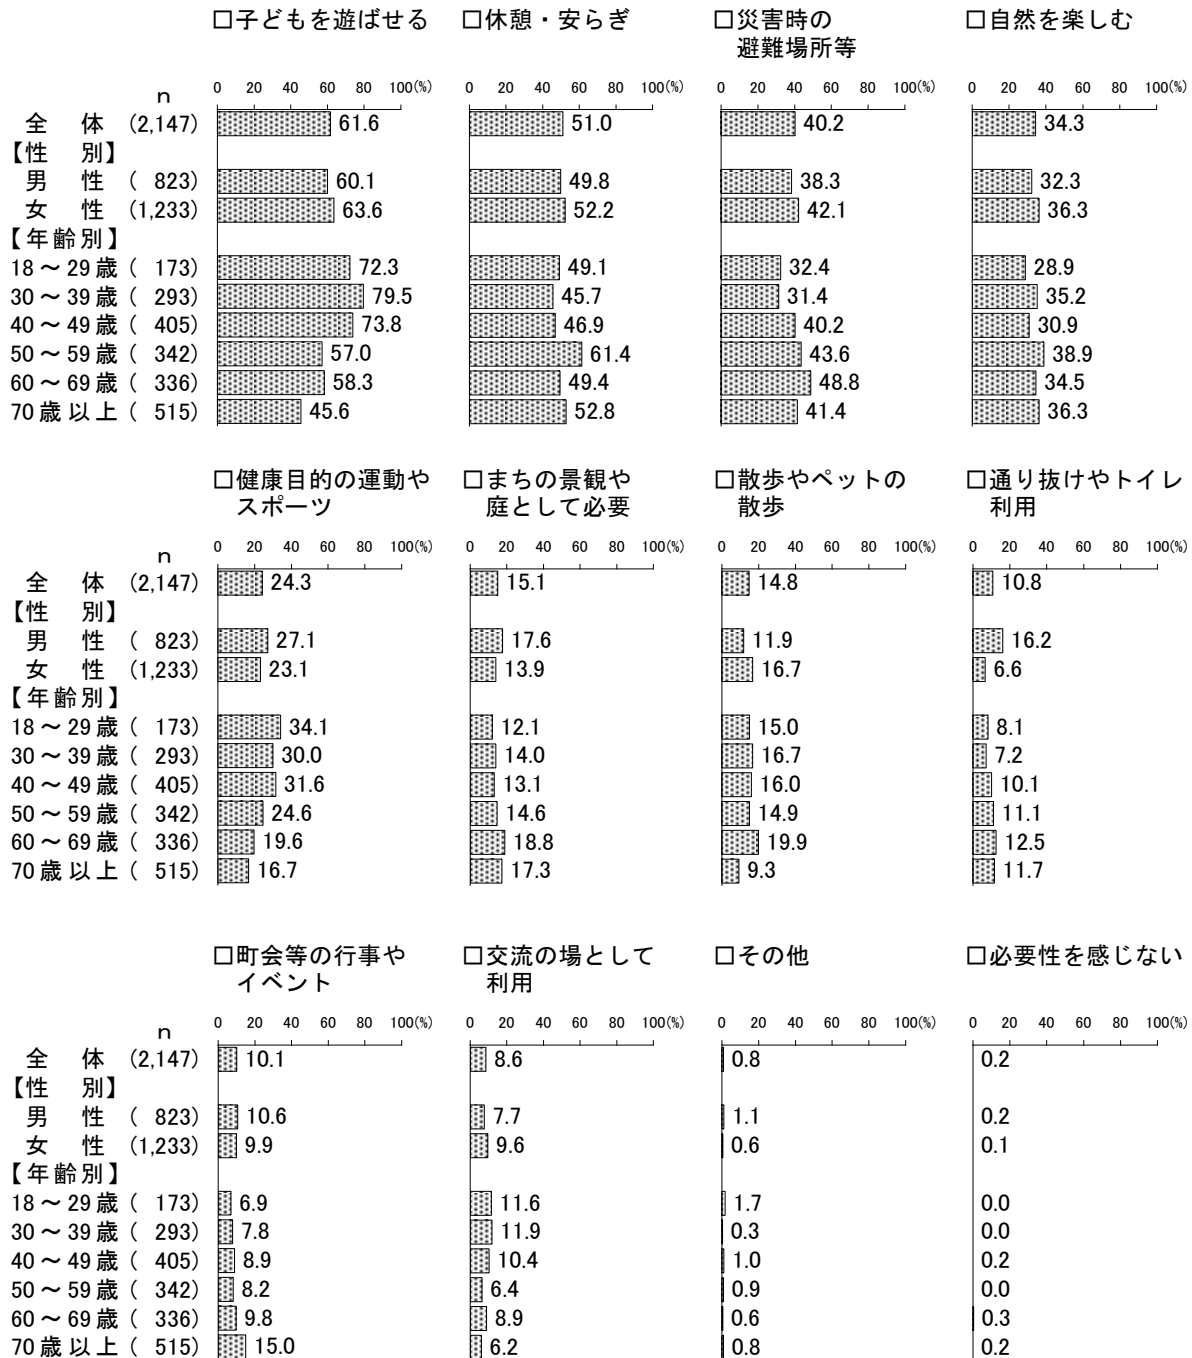 □子どもを遊ばせる □休憩・安らぎ □災害時の □自然を楽しむ
避難場所等
0 20 40 60 80 100(%) 0 20 40 60 80 100(%) 0 20 40 60 80 100(%) 0 20 40 60 80 100(%)
n
全 体 (2,147) 61.6 51.0 40.2 34.3
【性 別】
男 性 ( 823) 60.1 49.8 38.3 32.3
女 性 (1,233) 63.6 52.2 42.1 36.3
【年齢別】
18～29歳 ( 173) 72.3 49.1 32.4 28.9
30～39歳 ( 293) 79.5 45.7 31.4 35.2
40～49歳 ( 405) 73.8 46.9 40.2 30.9
50～59歳 ( 342) 57.0 61.4 43.6 38.9
60～69歳 ( 336) 58.3 49.4 48.8 34.5
70歳以上 ( 515) 45.6 52.8 41.4 36.3
□健康目的の運動や □まちの景観や □散歩やペットの □通り抜けやトイレ
スポーツ 庭として必要 散歩 利用
0 20 40 60 80 100(%) 0 20 40 60 80 100(%) 0 20 40 60 80 100(%) 0 20 40 60 80 100(%)
n
全 体 (2,147) 24.3 15.1 14.8 10.8
【性 別】
男 性 ( 823) 27.1 17.6 11.9 16.2
女 性 (1,233) 23.1 13.9 16.7 6.6
【年齢別】
18～29歳 ( 173) 34.1 12.1 15.0 8.1
30～39歳 ( 293) 30.0 14.0 16.7 7.2
40～49歳 ( 405) 31.6 13.1 16.0 10.1
50～59歳 ( 342) 24.6 14.6 14.9 11.1
60～69歳 ( 336) 19.6 18.8 19.9 12.5
70歳以上 ( 515) 16.7 17.3 9.3 11.7
□町会等の行事や □交流の場として □その他 □必要性を感じない
イベント 利用
0 20 40 60 80 100(%) 0 20 40 60 80 100(%) 0 20 40 60 80 100(%) 0 20 40 60 80 100(%)
n
全 体 (2,147) 10.1 8.6 0.8 0.2
【性 別】
男 性 ( 823) 10.6 7.7 1.1 0.2
女 性 (1,233) 9.9 9.6 0.6 0.1
【年齢別】
18～29歳 ( 173) 6.9 11.6 1.7 0.0
30～39歳 ( 293) 7.8 11.9 0.3 0.0
40～49歳 ( 405) 8.9 10.4 1.0 0.2
50～59歳 ( 342) 8.2 6.4 0.9 0.0
60～69歳 ( 336) 9.8 8.9 0.6 0.3
70歳以上 ( 515) 15.0 6.2 0.8 0.2